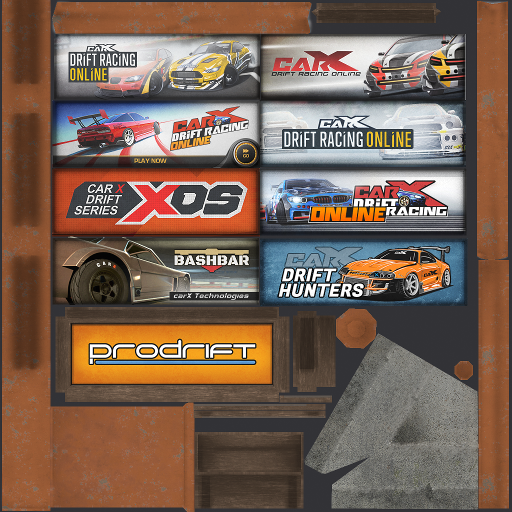 CARX
DRIFT RACING
ONLINE
CARX
DRIFT RACING ONLINE
CARX
DRIFT RACING
ONLINE
PLAY NOW
GO
CARX
DRIFT RACING ONLINE
CAR X
DRIFT
SERIES
XDS
CARX
DRIFT
ONLINE RACING
BASHBAR
carX Technologies
CARX
DRIFT
HUNTERS
PRODRIFT